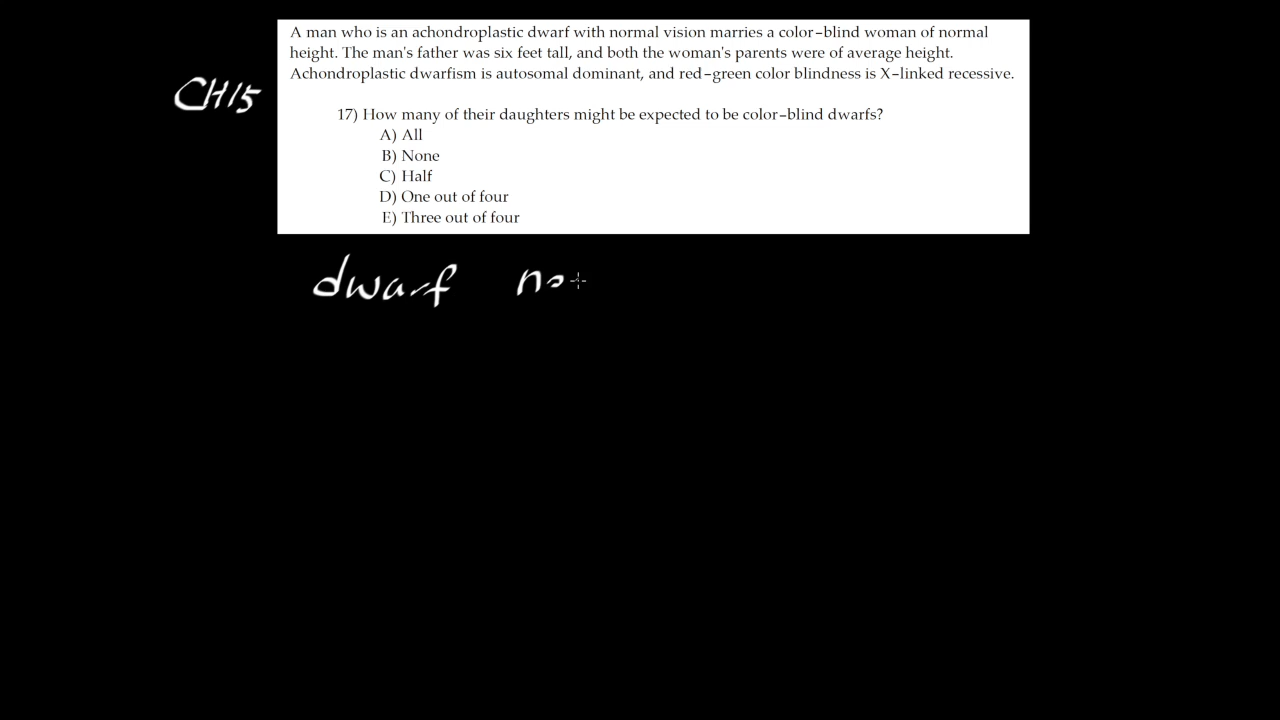 A man who is an achondroplastic dwarf with normal vision marries a color-blind woman of normal
height. The man's father was six feet tall, and both the woman's parents were of average height.
Achondroplastic dwarfism is autosomal dominant, and red-green color blindness is X-linked recessive.
CH15
17) How many of their daughters might be expected to be color-blind dwarfs?
A) All
B) None
C) Half
D) One out of four
E) Three out of four
dwarf no